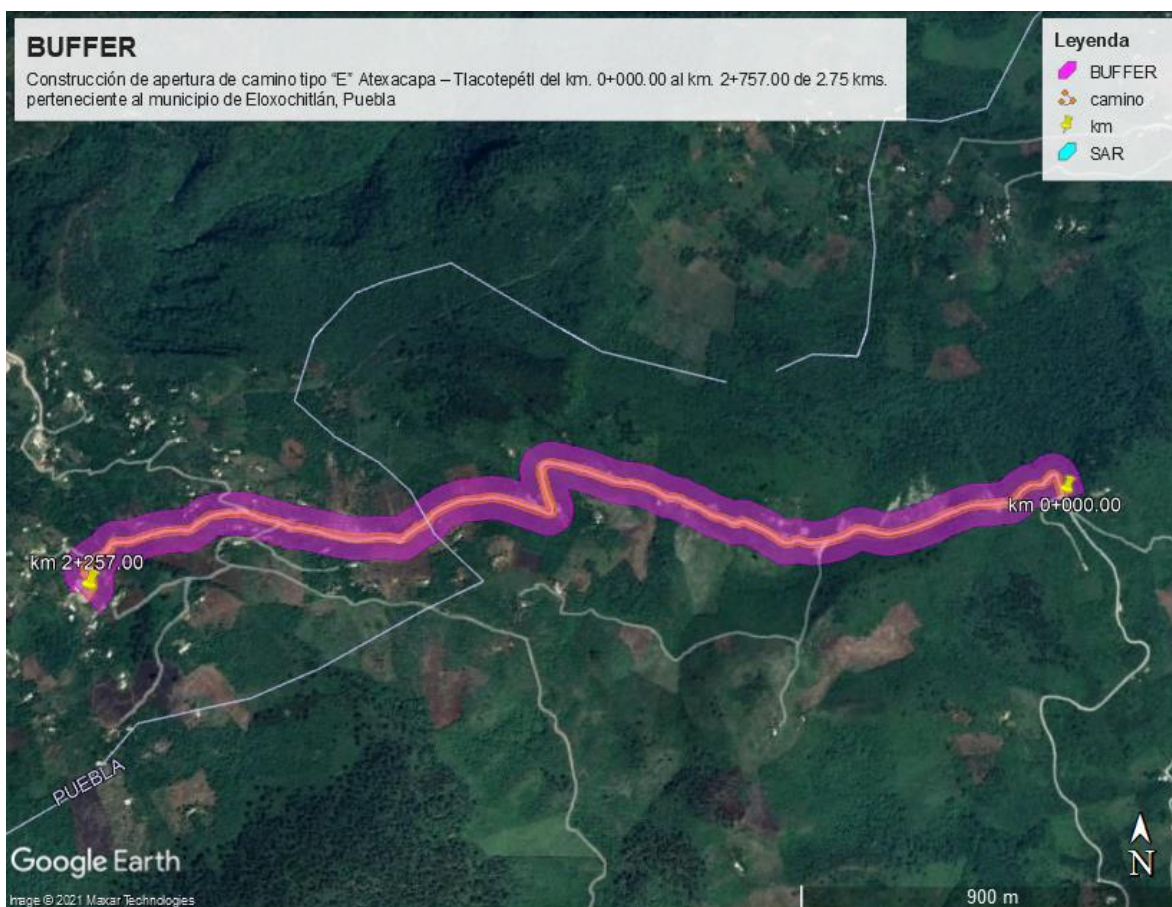 BUFFER
Construcción de apertura de camino tipo “E” Atexacapa – Tlacotepétl del km. 0+000.00 al km. 2+757.00 de 2.75 kms.
perteneciente al municipio de Eloxochitlán, Puebla
Leyenda
BUFFER
camino
km
SAR
km 0+000.00
km 2+257.00
PUEBLA
Google Earth
N
Image © 2021 Maxar Technologies
900 m